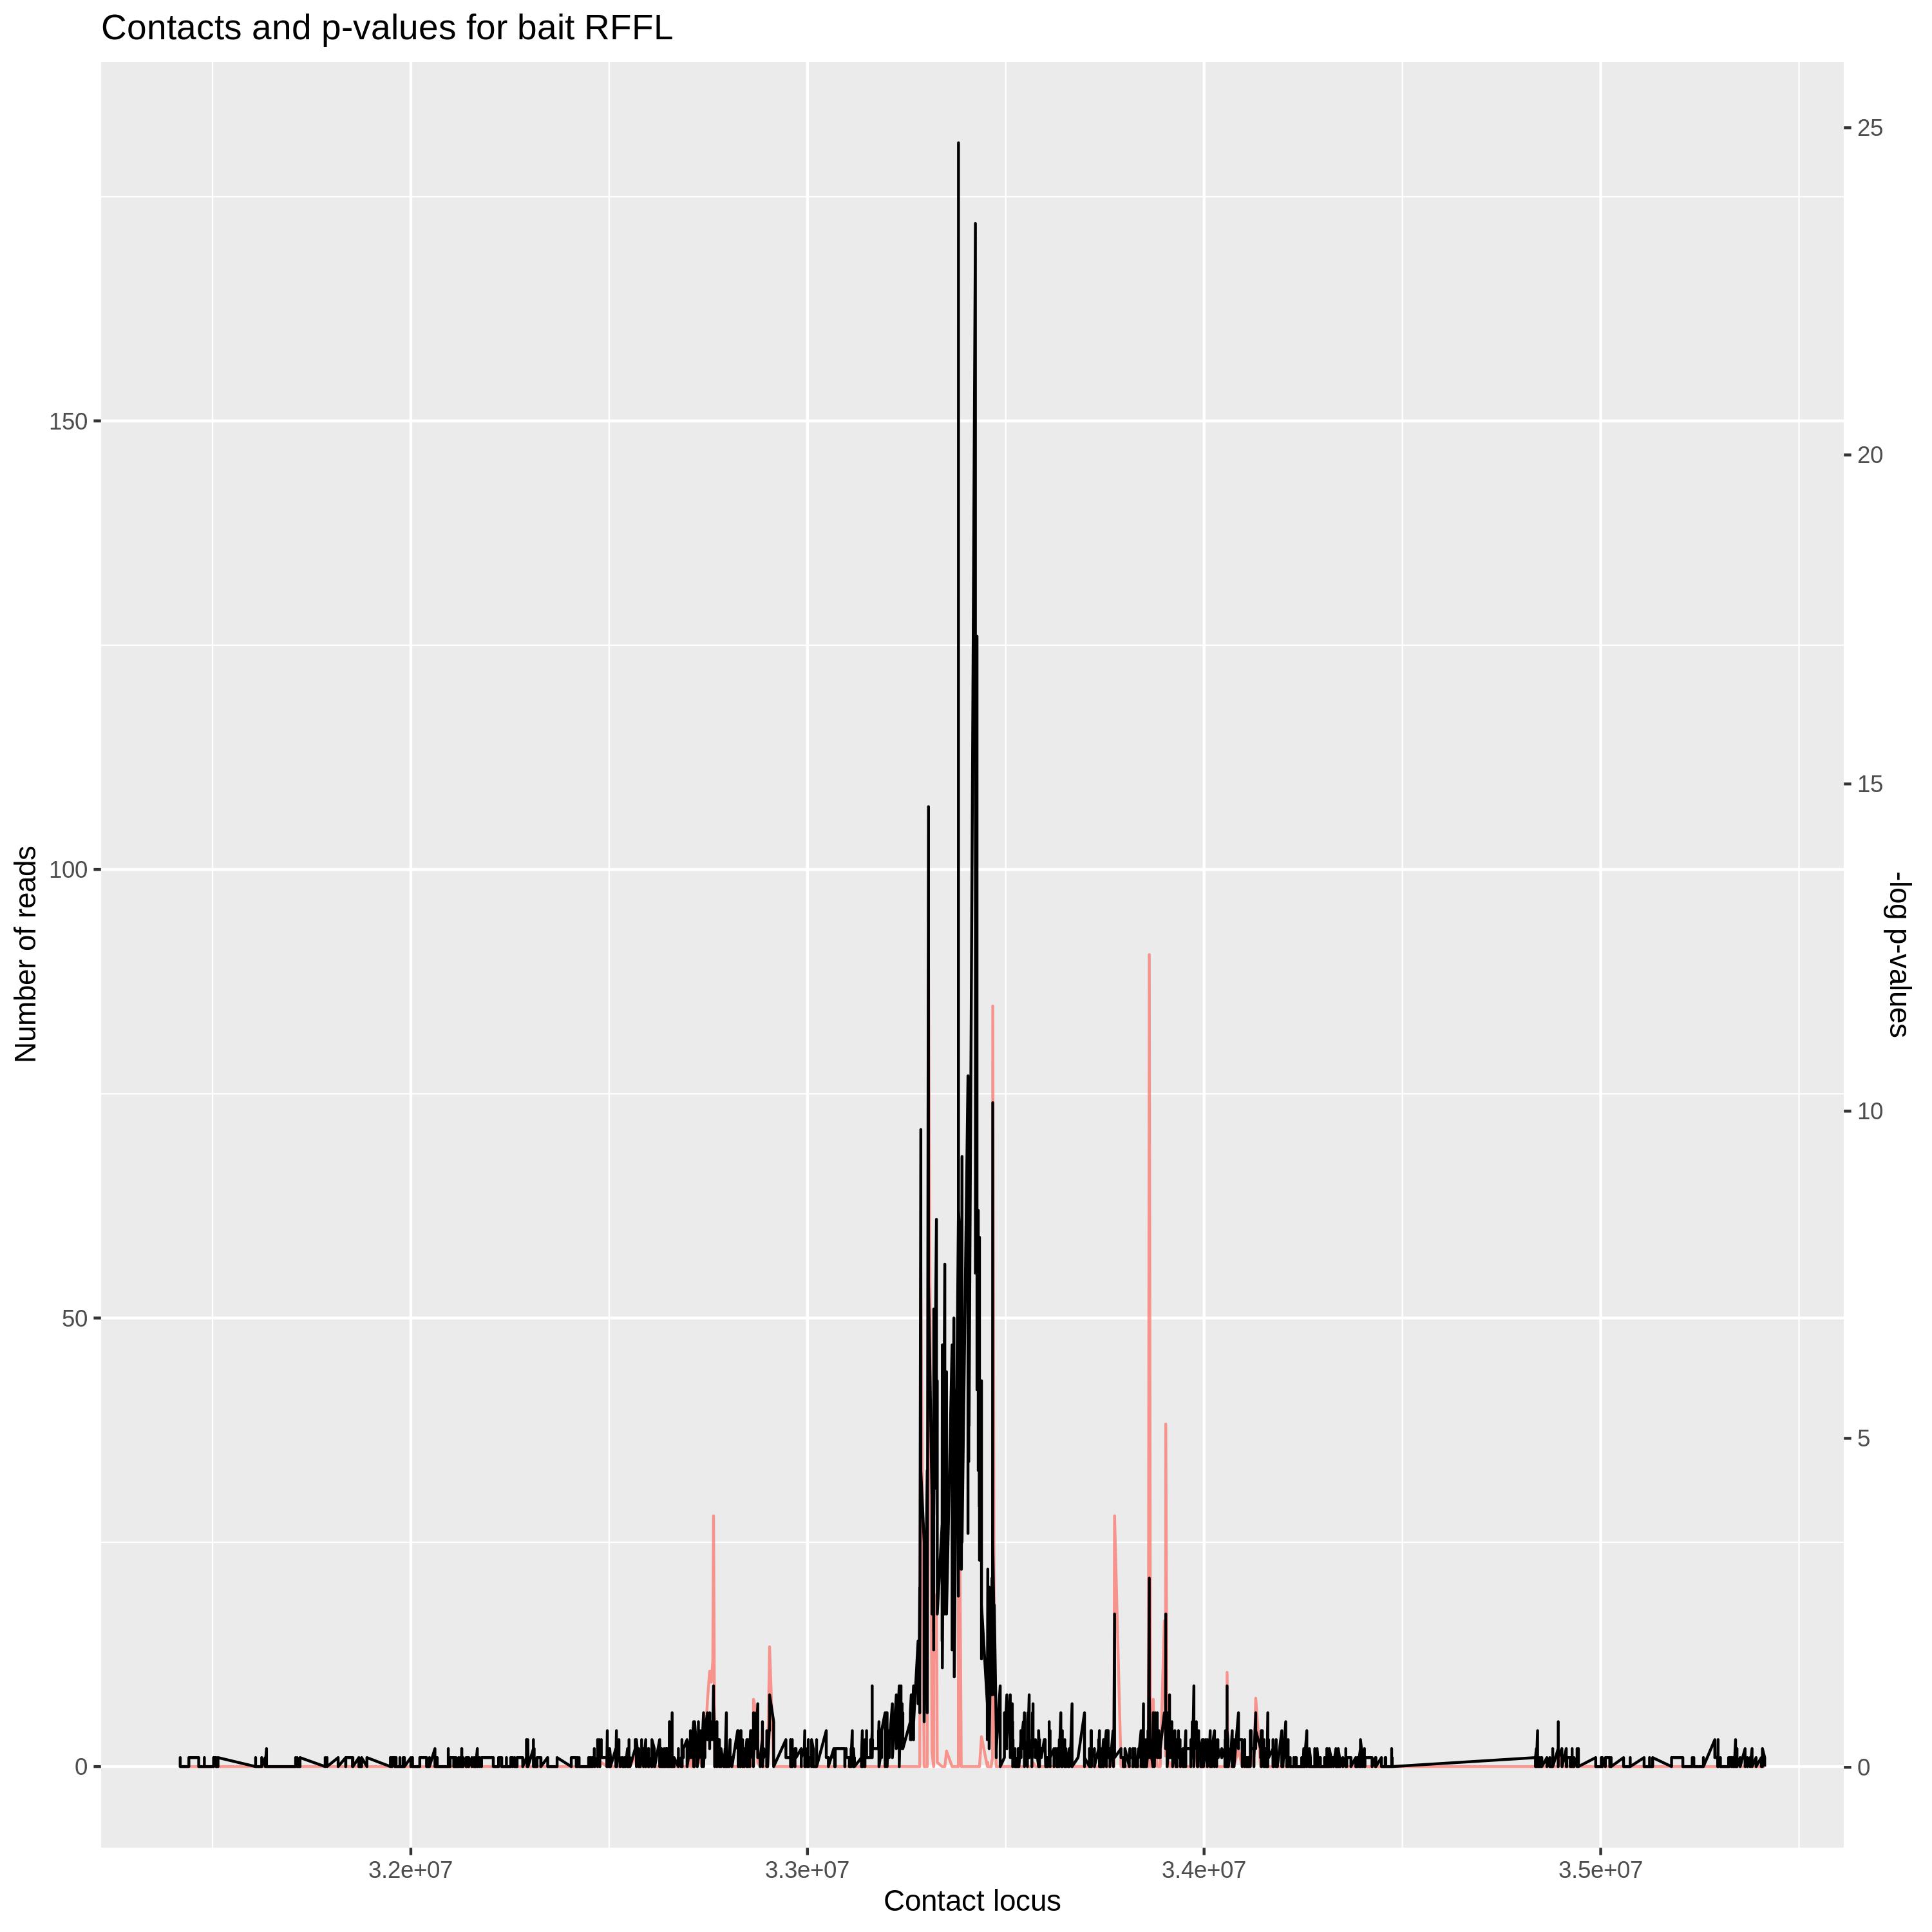 Contacts and p-values for bait RFFL
Number of reads
150
100
50
0
25
20
15
10
5
0
-log p-values
3.2e+07
3.3e+07
3.4e+07
3.5e+07
Contact locus